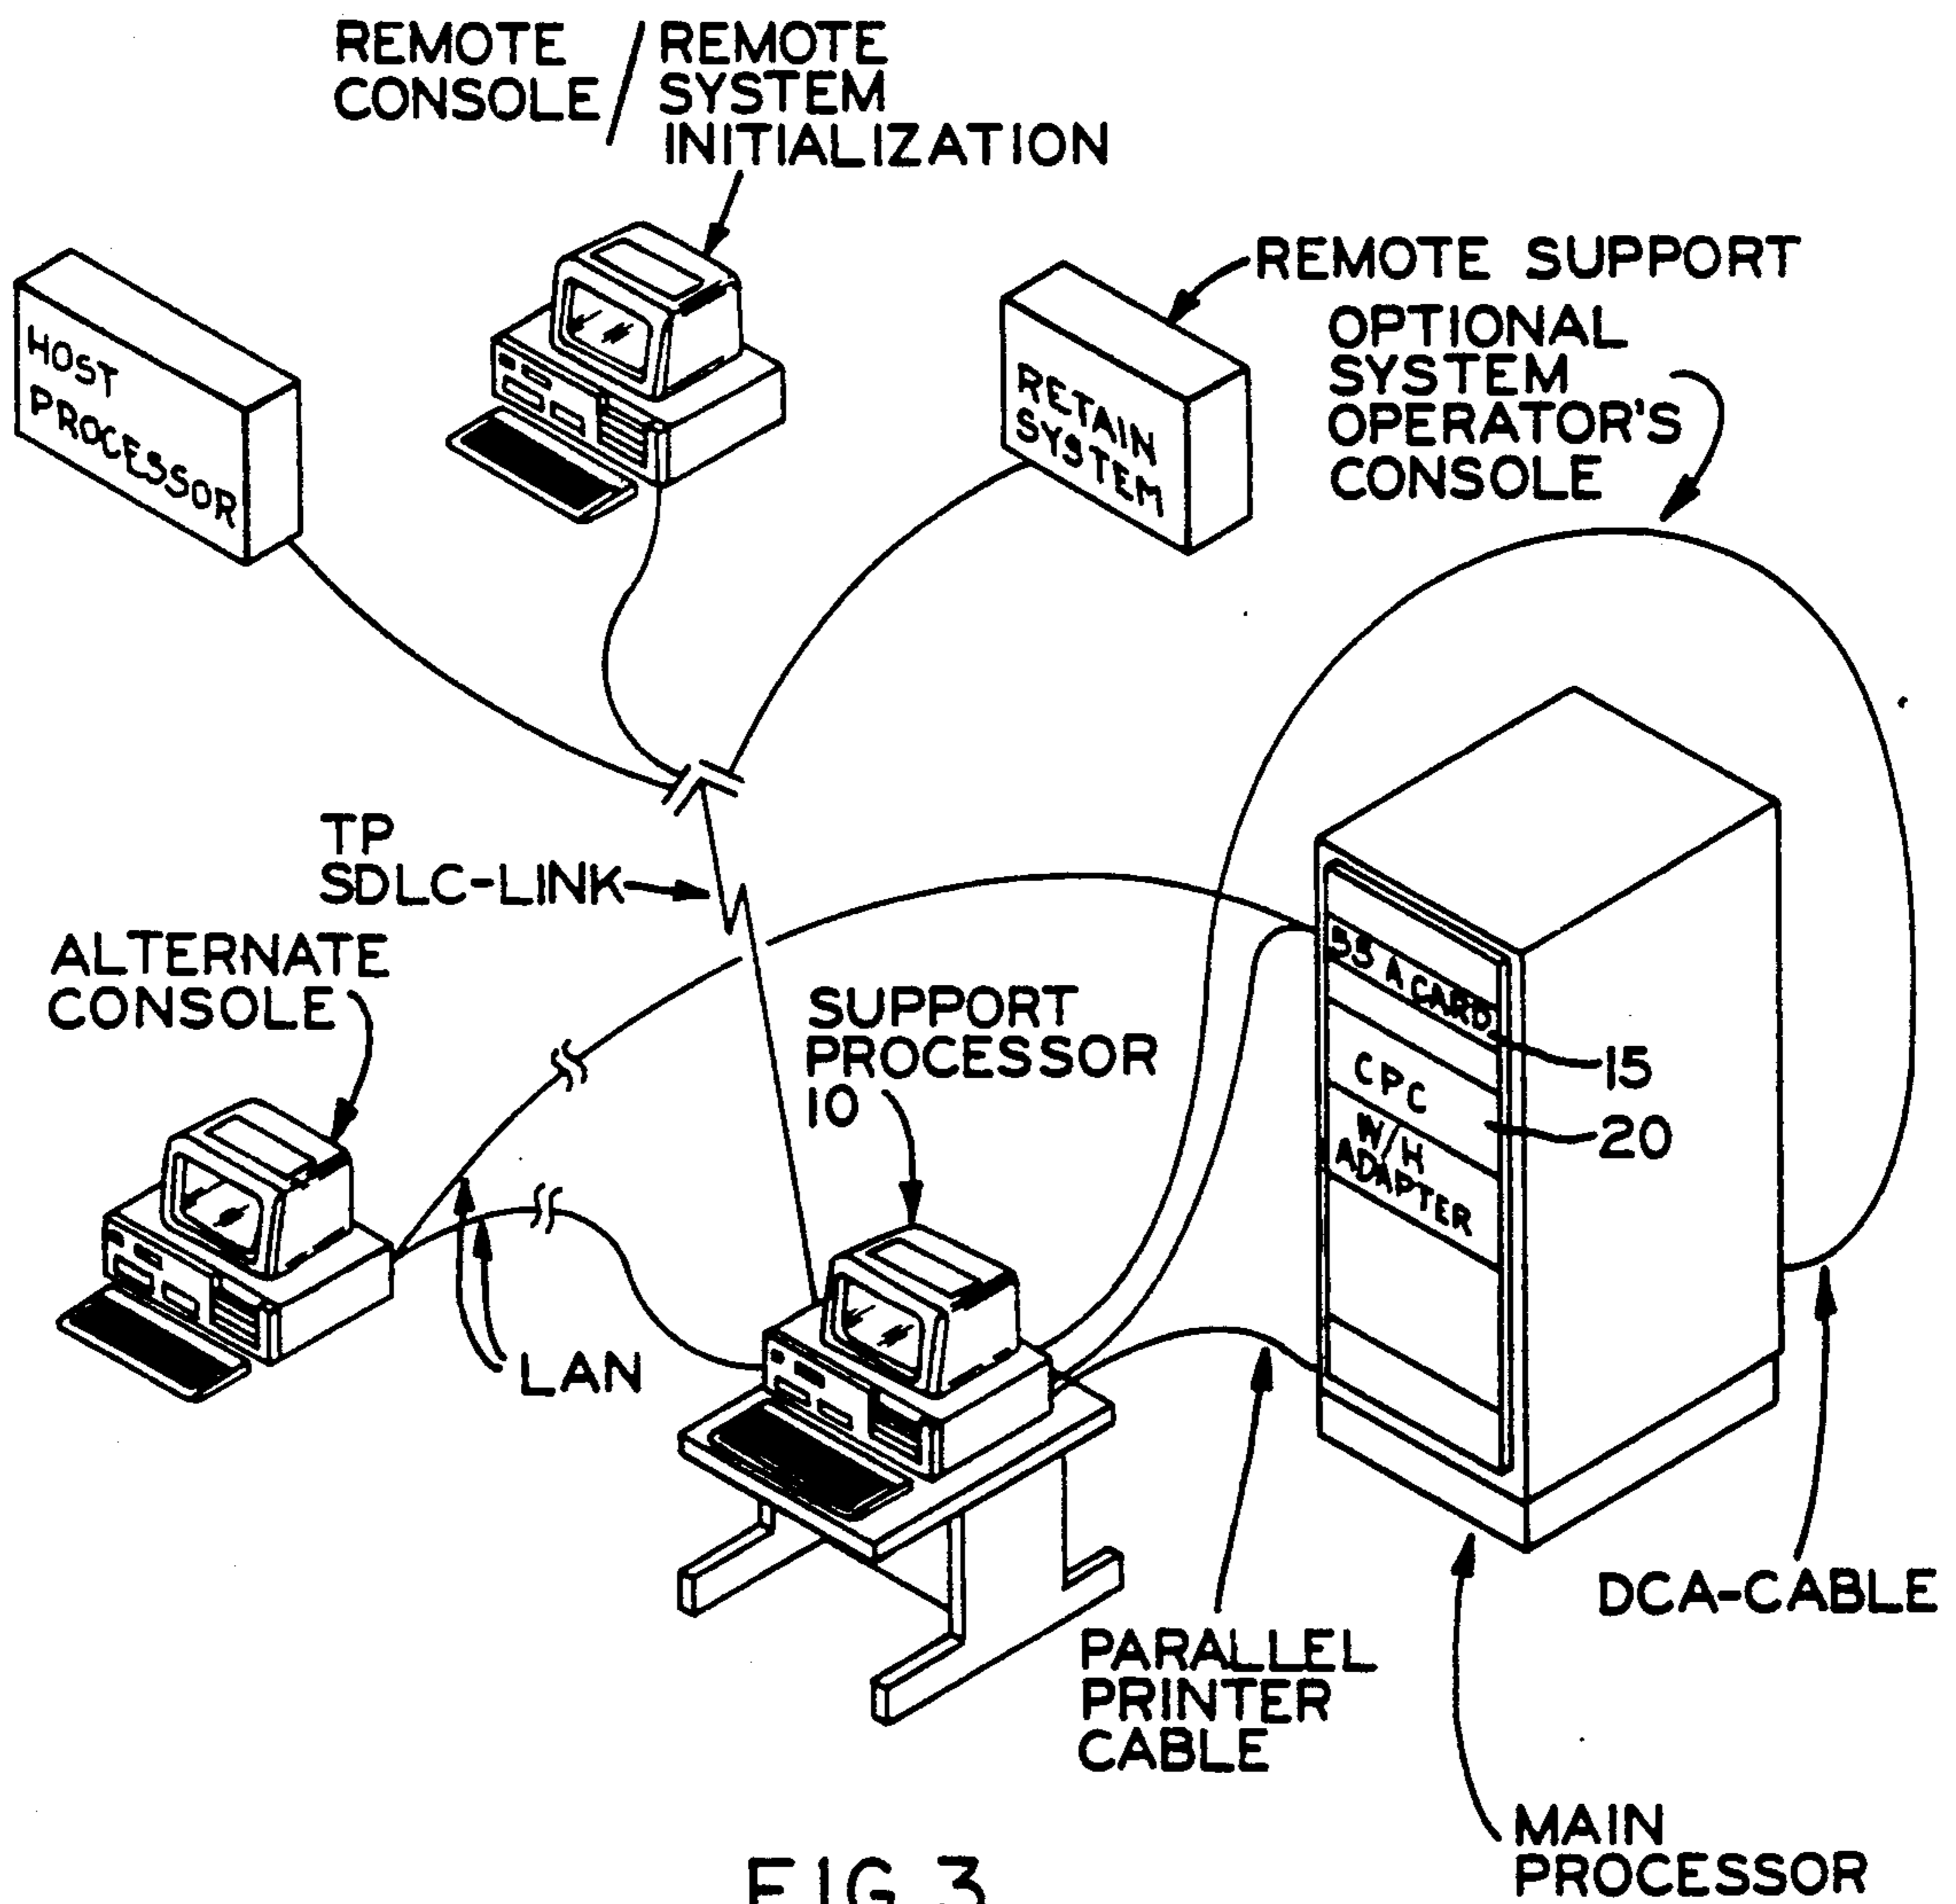 REMOTE
CONSOLE/
REMOTE
SYSTEM
INITIALIZATION
HOST
PROCESSOR
REMOTE SUPPORT
RETAIN
SYSTEM
OPTIONAL
SYSTEM
OPERATOR'S
CONSOLE
TP
SDLC-LINK
ALTERNATE
CONSOLE
SUPPORT
PROCESSOR
10
CARD
15
CPC
20
W/H
ADAPTER
LAN
DCA-CABLE
PARALLEL
PRINTER
CABLE
MAIN
PROCESSOR
FIG.3